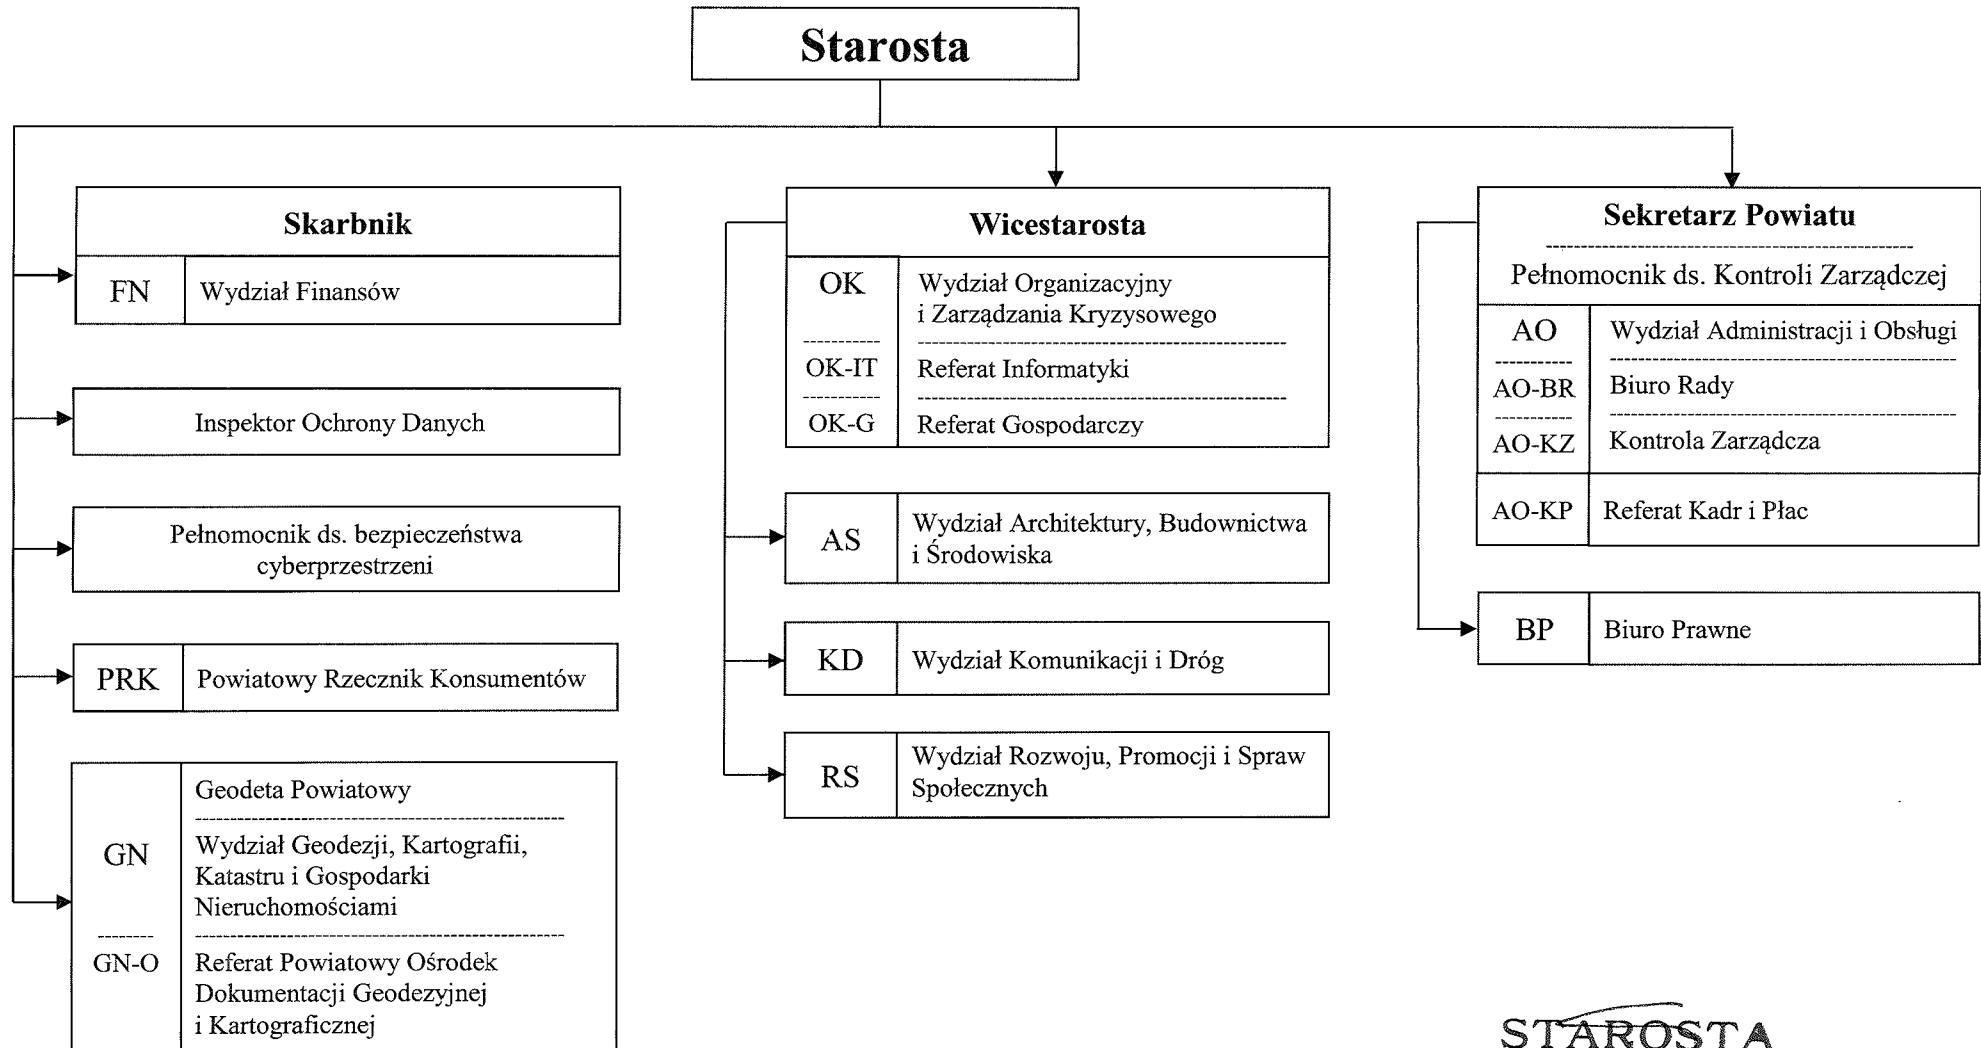 Starosta
Skarbnik
FN Wydział Finansów
Inspektor Ochrony Danych
Pełnomocnik ds. bezpieczeństwa
cyberprzestrzeni
PRK Powiatowy Rzecznik Konsumentów
Geodeta Powiatowy
GN Wydział Geodezji, Kartografii,
Katastru i Gospodarki
Nieruchomościami
GN-O Referat Powiatowy Ośrodek
Dokumentacji Geodezyjnej
i Kartograficznej
Wicestarosta
OK Wydział Organizacyjny
i Zarządzania Kryzysowego
OK-IT Referat Informatyki
OK-G Referat Gospodarczy
AS Wydział Architektury, Budownictwa
i Środowiska
KD Wydział Komunikacji i Dróg
RS Wydział Rozwoju, Promocji i Spraw
Społecznych
Sekretarz Powiatu
Pełnomocnik ds. Kontroli Zarządczej
AO Wydział Administracji i Obsługi
AO-BR Biuro Rady
AO-KZ Kontrola Zarządcza
AO-KP Referat Kadr i Płac
BP Biuro Prawne
STAROSTA